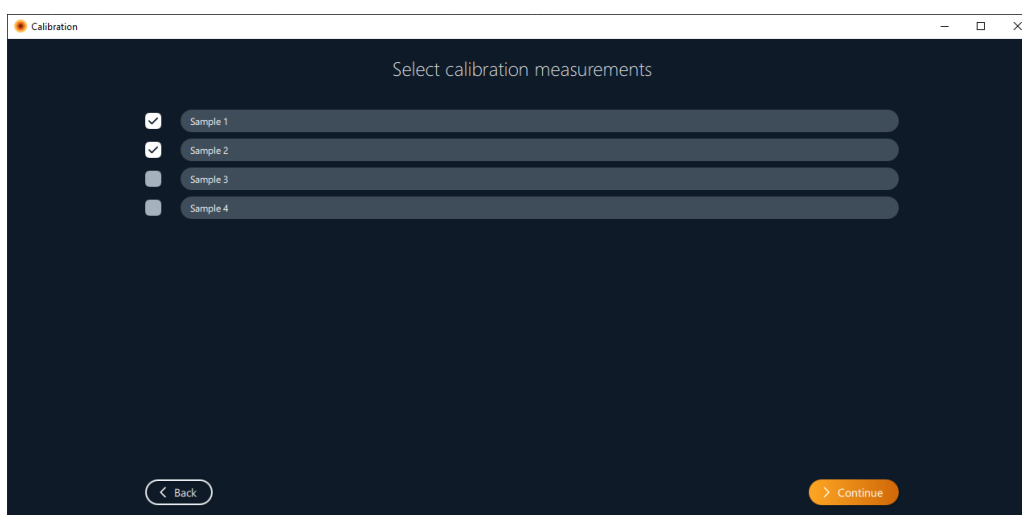 Calibration
Select calibration measurements
Sample 1
Sample 2
Sample 3
Sample 4
Back
Continue